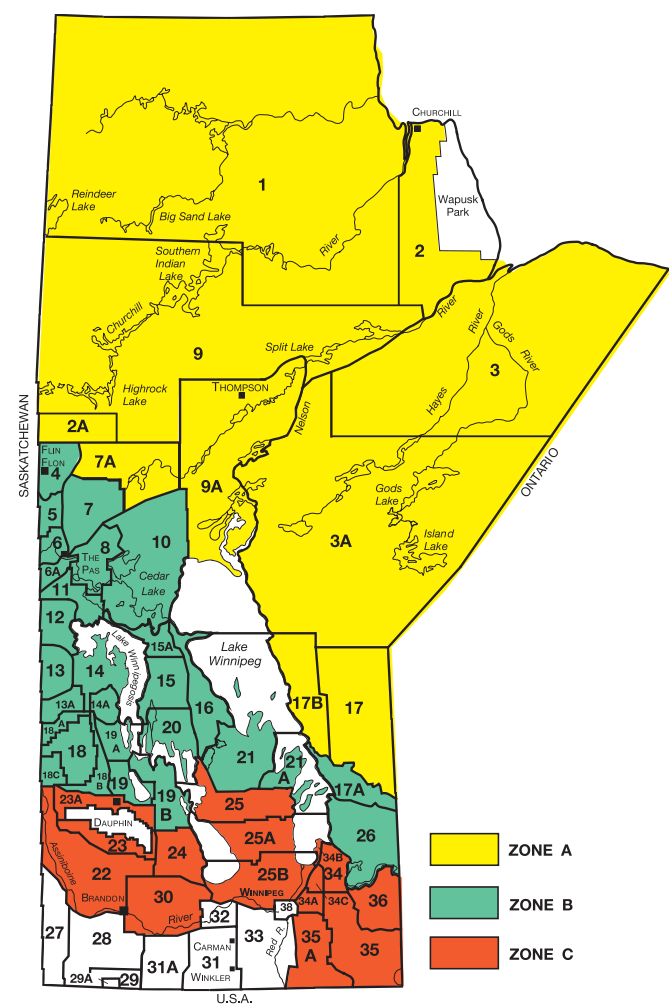 CHURCHILL
1
Reindeer
Lake
Big Sand Lake
Wapusk
Park
River
2
Southern
Indian
Lake
Churchill
River
Gods
River
River
Split Lake
9
3
Highrock
Lake
THOMPSON
Hayes
Nelson
SASKATCHEWAN
ONTARIO
2A
FLIN
FLON
4
7A
9A
Gods
Lake
3A
Island
Lake
5
7
6
8
10
THE
PAS
6A
11
Cedar
Lake
12
Lake Winnipegosis
15A
Lake
Winnipeg
13
14
15
16
17B
17
13A
14A
18A
19A
20
18
21
21A
18C
18B
19
19B
17A
23A
25
DAUPHIN
26
23
24
25A
34B
Assiniboine
22
25B
34
BRANDON
30
WINNIPEG
34A
34C
36
River
32
38
27
28
CARMAN
31
WINKLER
33
Red R.
35A
35
31A
29A
29
U.S.A.
ZONE A
ZONE B
ZONE C